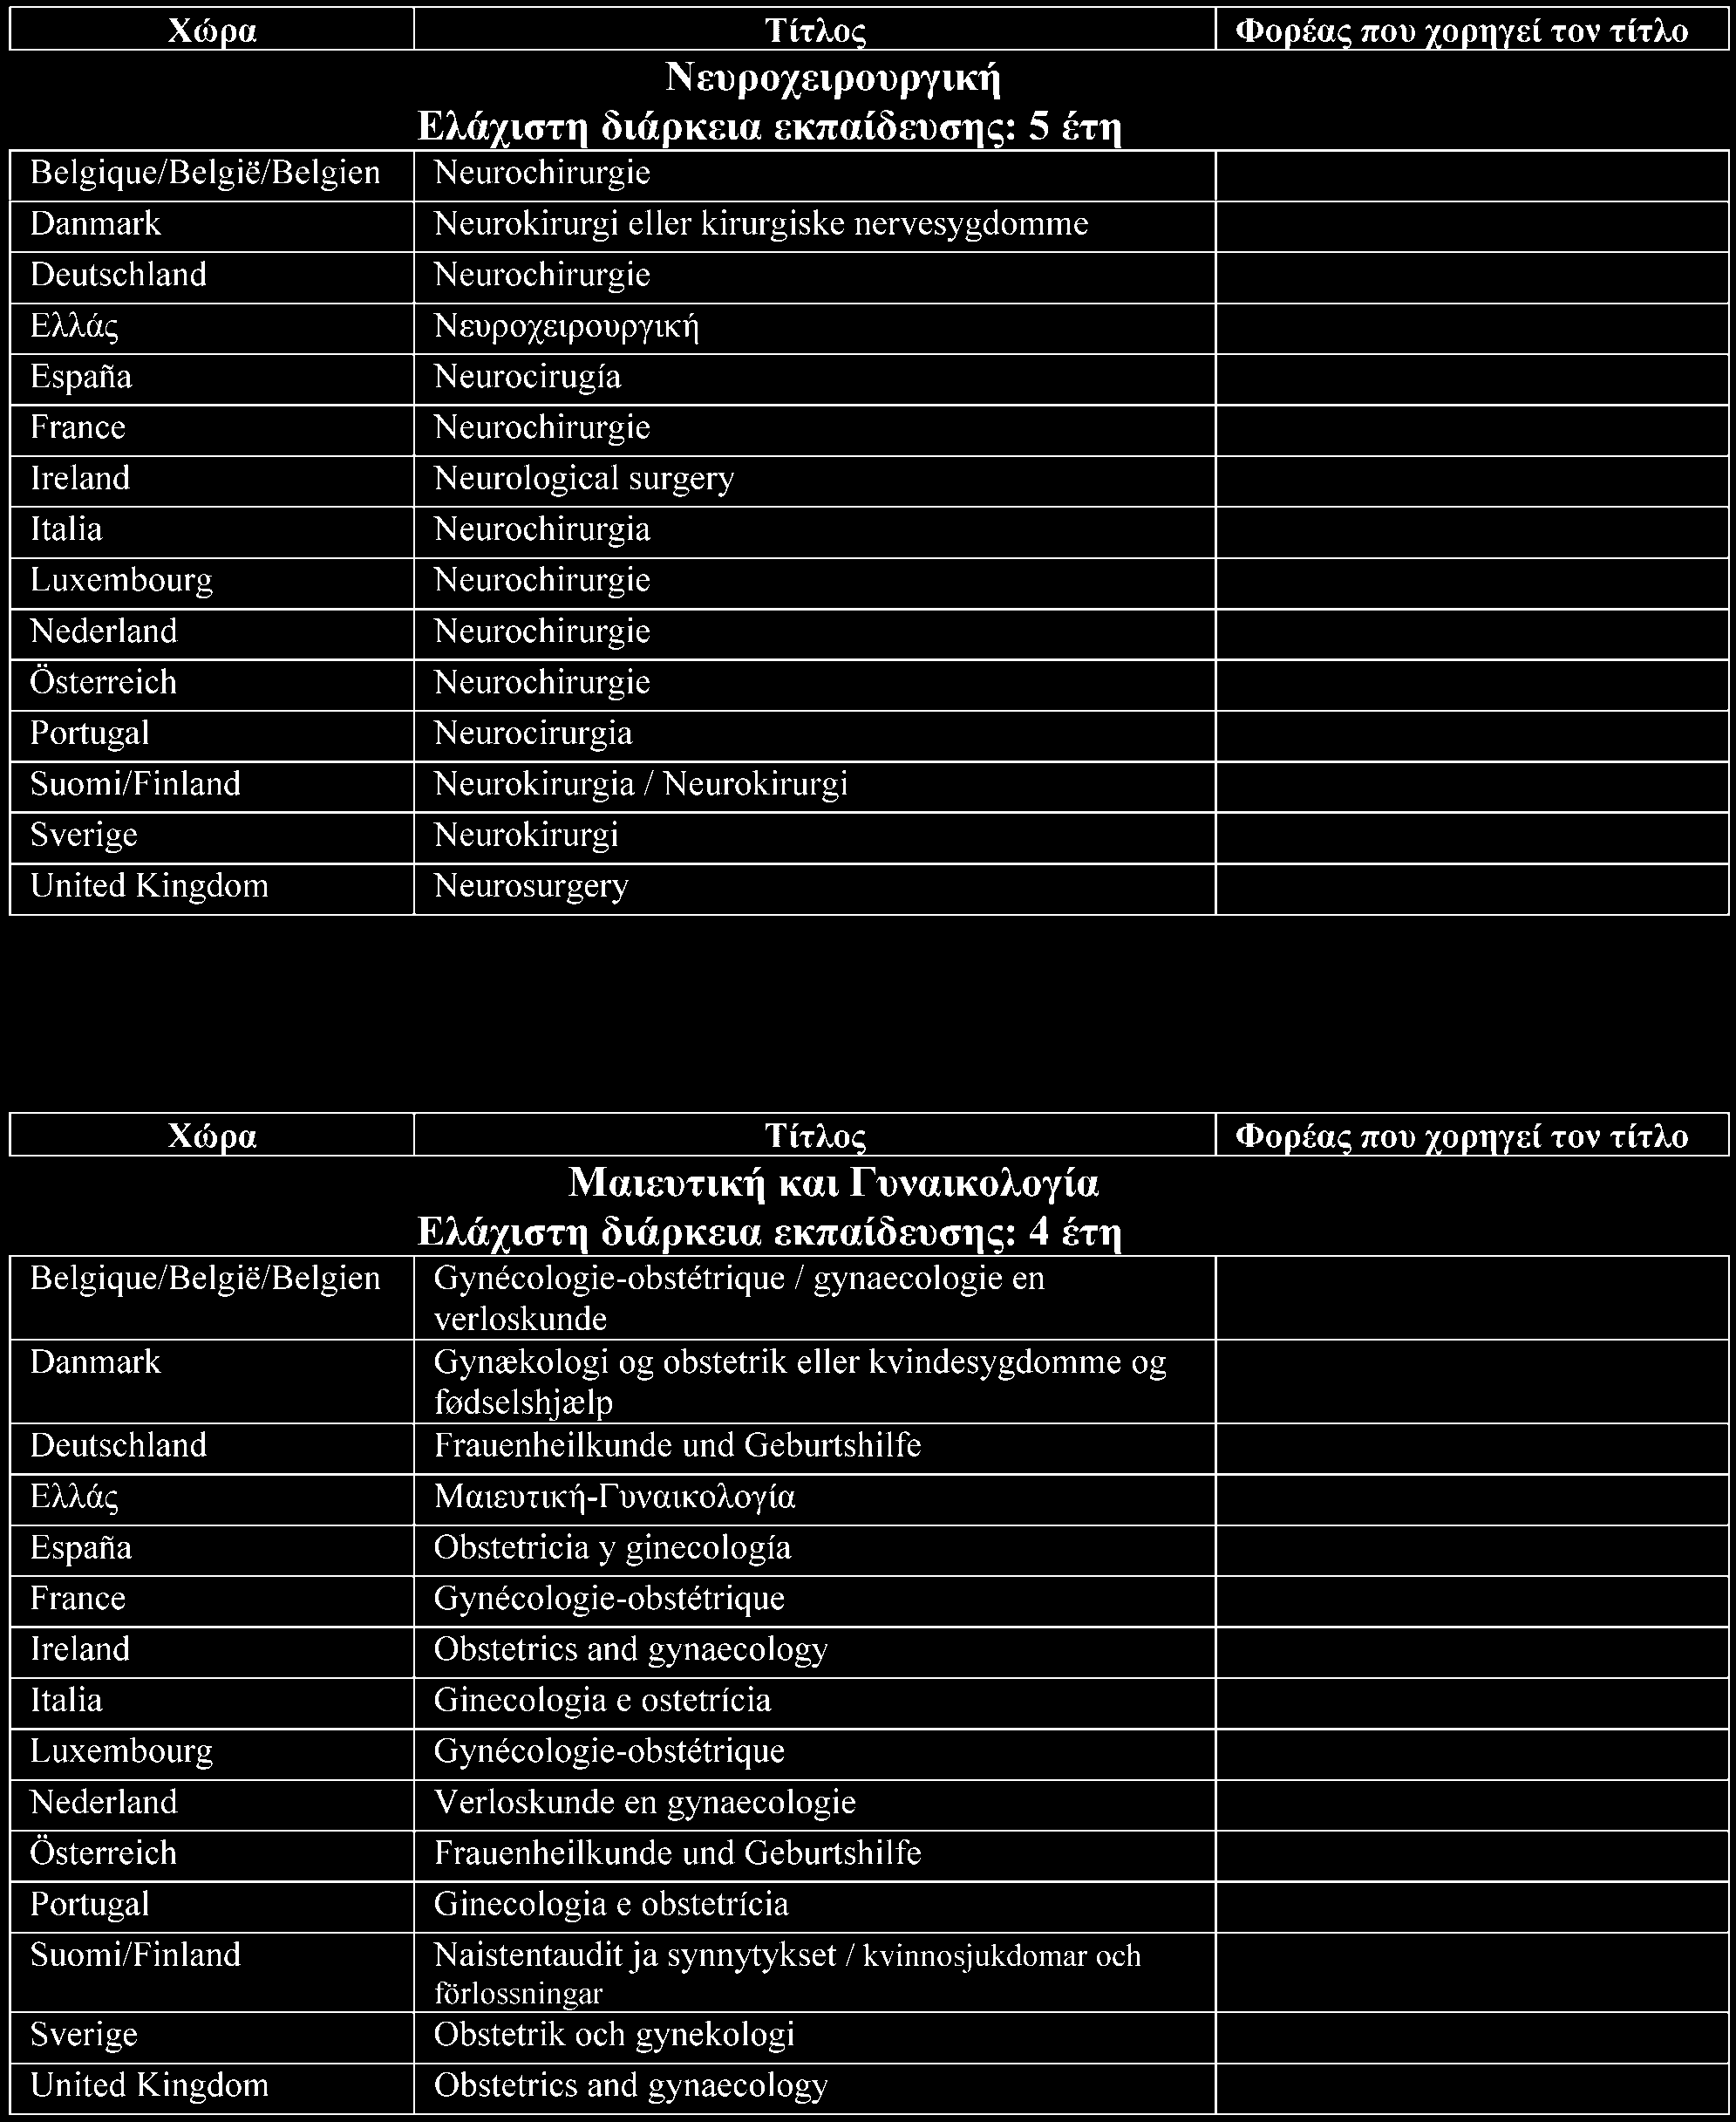 Χώρα Τίτλος Φορέας που χορηγεί τον τίτλο
Νευροχειρουργική
Ελάχιστη διάρκεια εκπαίδευσης: 5 έτη
Belgique/België/Belgien Neurochirurgie
Danmark Neurokirurgi eller kirurgiske nervesygdomme
Deutschland Neurochirurgie
Ελλάς Νευροχειρουργική
España Neurocirugía
France Neurochirurgie
Ireland Neurological surgery
Italia Neurochirurgia
Luxembourg Neurochirurgie
Nederland Neurochirurgie
Österreich Neurochirurgie
Portugal Neurocirurgia
Suomi/Finland Neurokirurgia / Neurokirurgi
Sverige Neurokirurgi
United Kingdom Neurosurgery
Χώρα Τίτλος Φορέας που χορηγεί τον τίτλο
Μαιευτική και Γυναικολογία
Ελάχιστη διάρκεια εκπαίδευσης: 4 έτη
Belgique/België/Belgien Gynécologie-obstétrique / gynaecologie en
verloskunde
Danmark Gynækologi og obstetrik eller kvindesygdomme og
fødselshjælp
Deutschland Frauenheilkunde und Geburtshilfe
Ελλάς Μαιευτική-Γυναικολογία
España Obstetricia y ginecología
France Gynécologie-obstétrique
Ireland Obstetrics and gynaecology
Italia Ginecologia e ostetrícia
Luxembourg Gynécologie-obstétrique
Nederland Verloskunde en gynaecologie
Österreich Frauenheilkunde und Geburtshilfe
Portugal Ginecologia e obstetrícia
Suomi/Finland Naistentaudit ja synnytykset / kvinnosjukdomar och
förlossningar
Sverige Obstetrik och gynekologi
United Kingdom Obstetrics and gynaecology